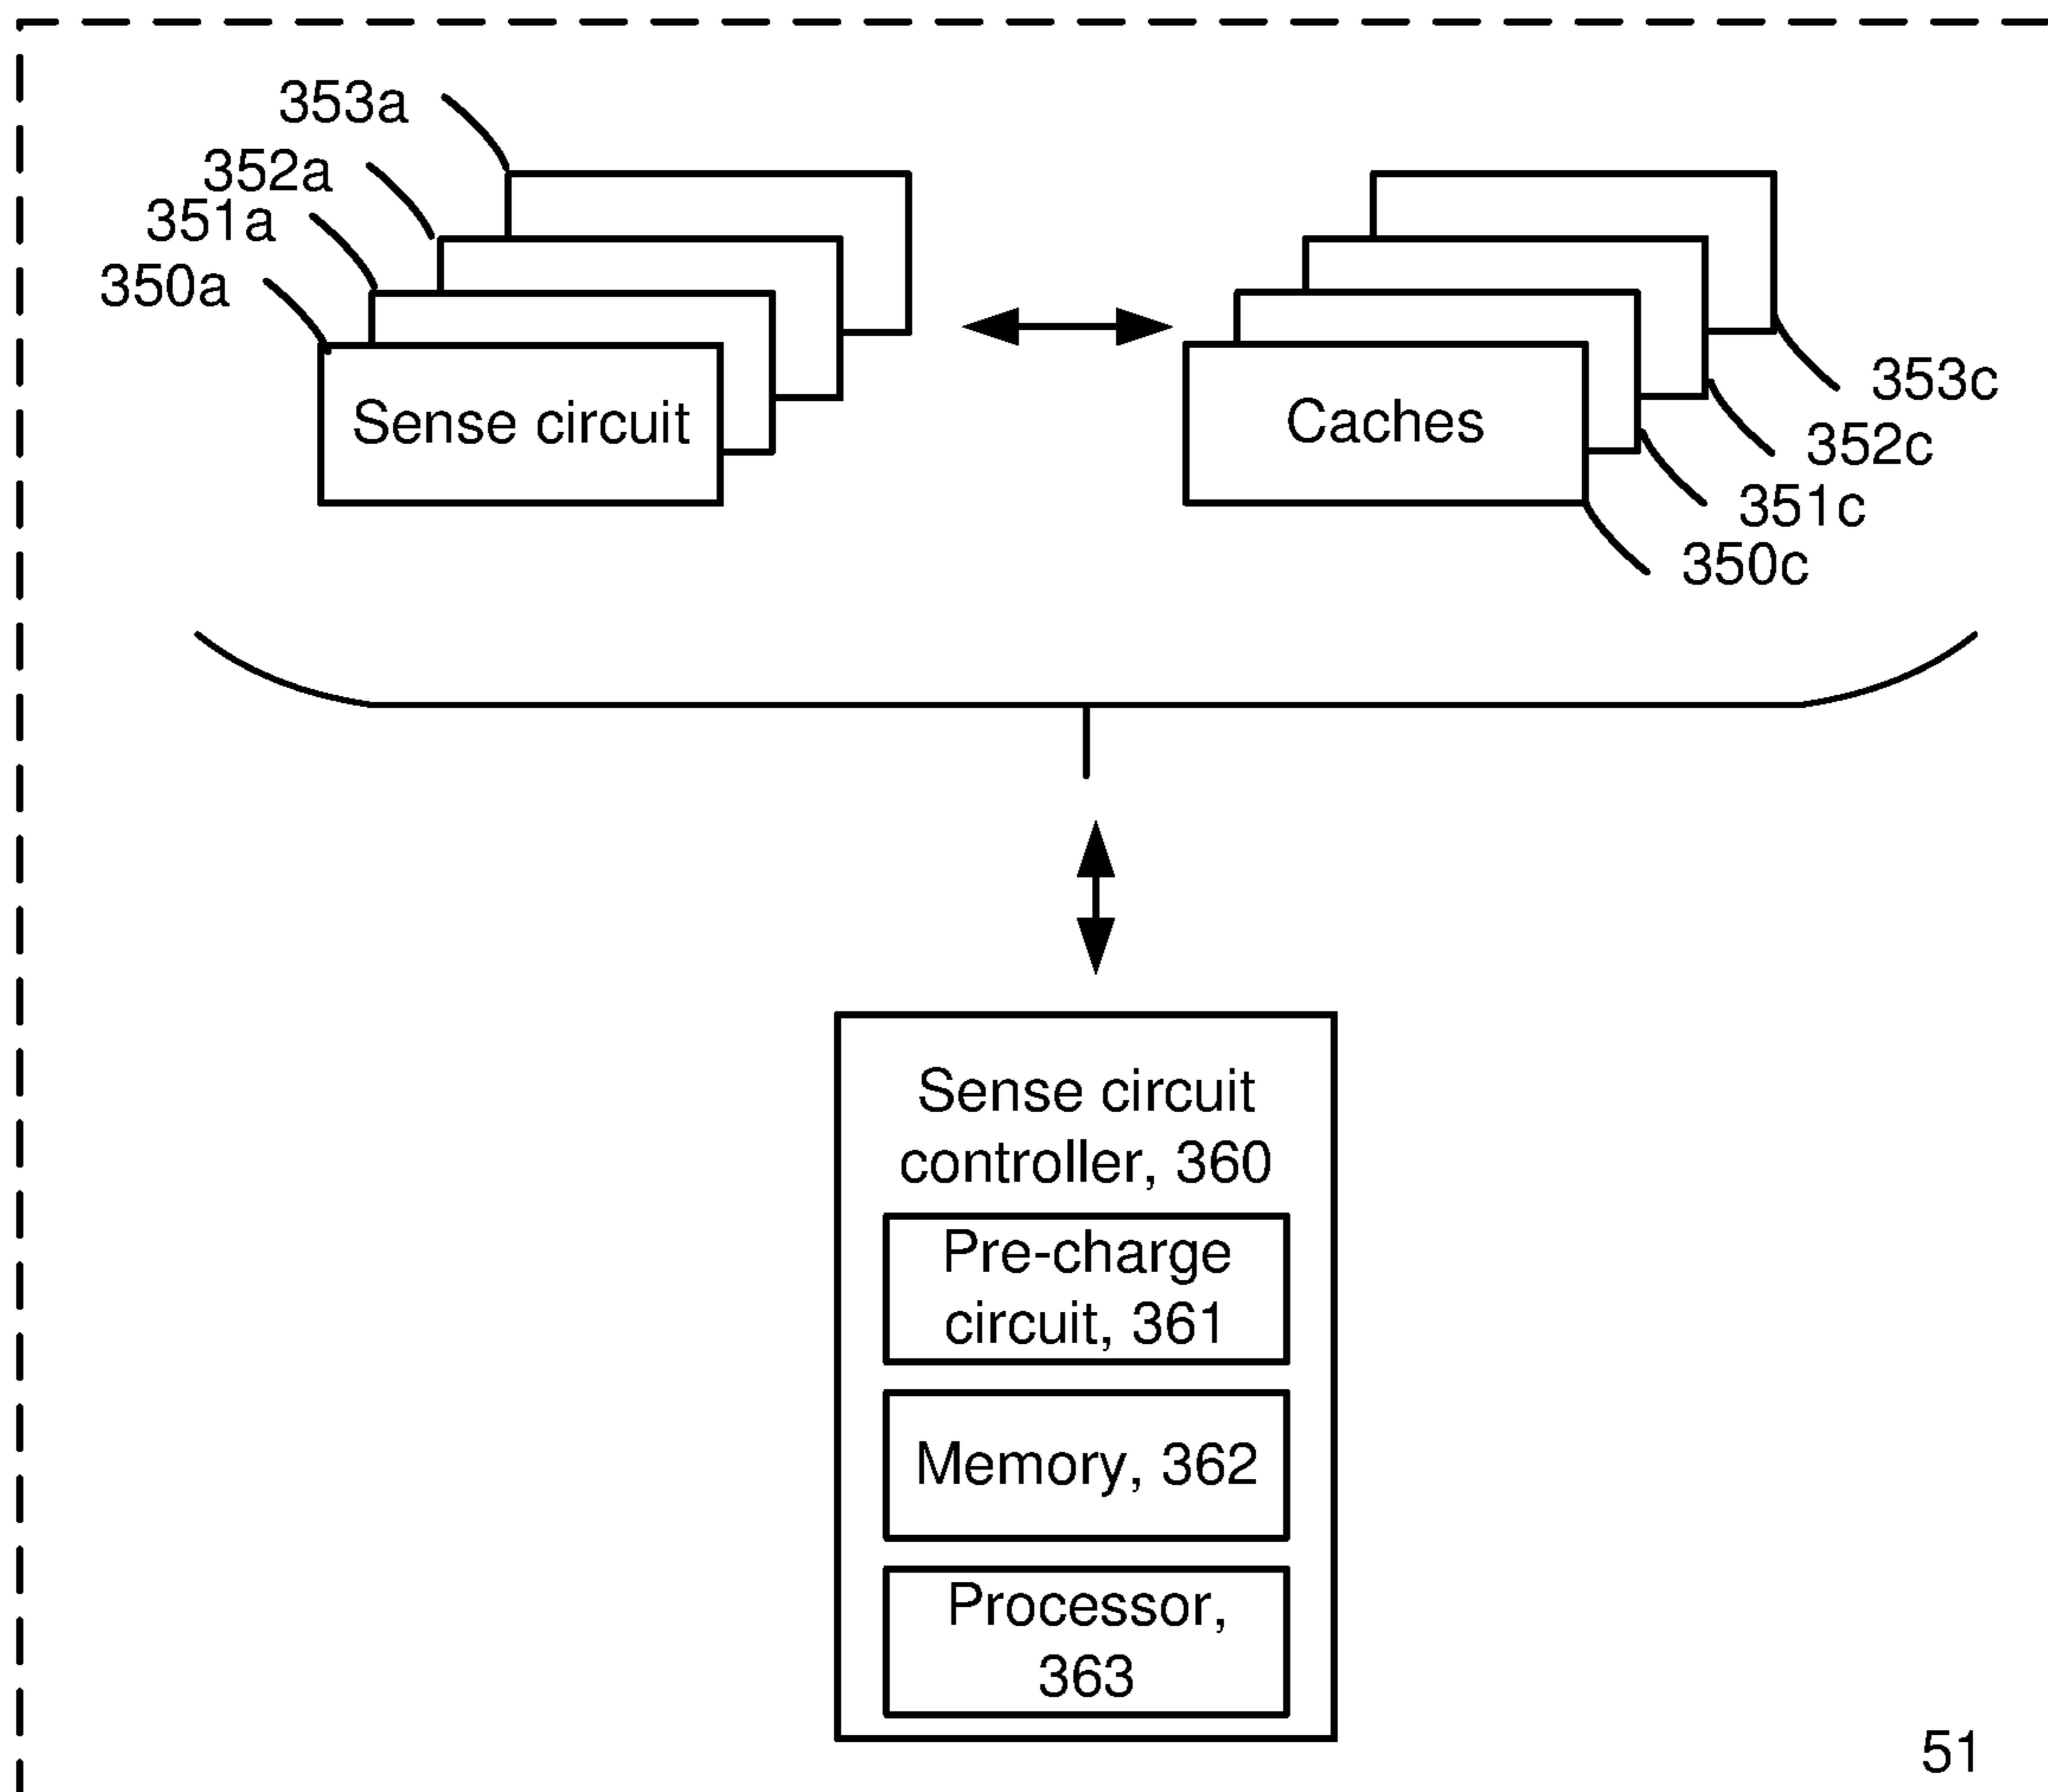 353a
352a
351a
350a
Sense circuit
Caches
353c
352c
351c
350c
Sense circuit
controller, 360
Pre-charge
circuit, 361
Memory, 362
Processor,
363
51